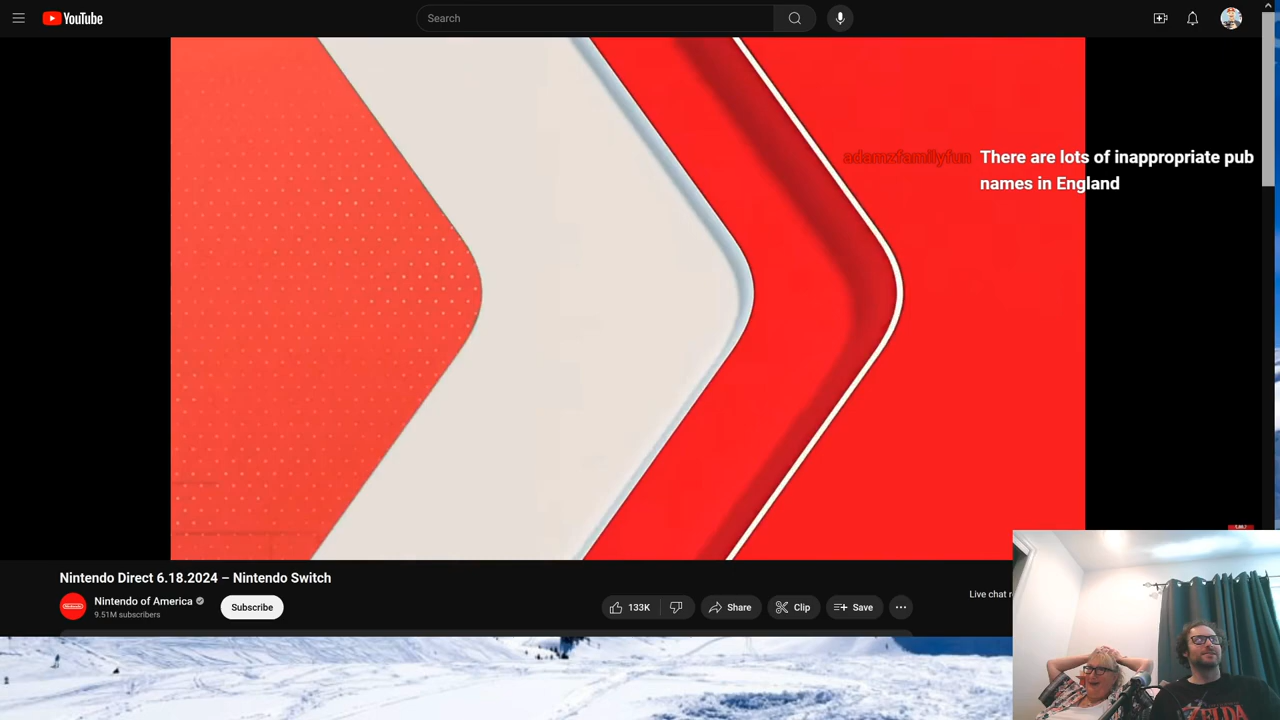 YouTube
Search
adamzfamilyfun There are lots of inappropriate pub
names in England
Nintendo Direct 6.18.2024 – Nintendo Switch
Nintendo of America
9.51M subscribers
Subscribe
133K
Share
Clip
Save
Live chat
ZELDA